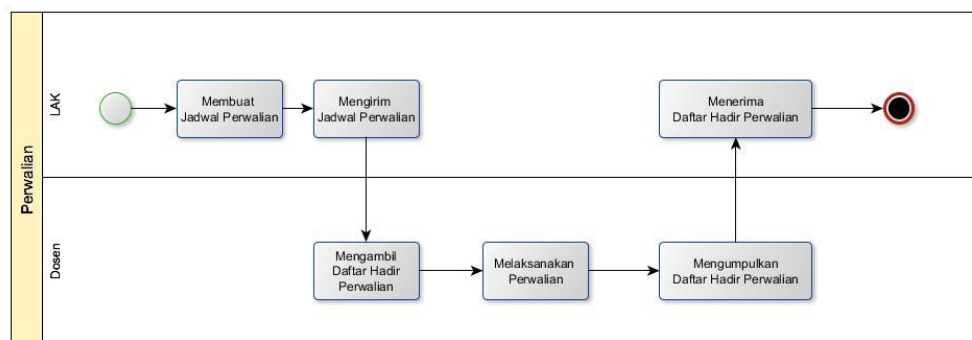 Perwalian
LAK
Membuat
Jadwal Perwalian
Mengirim
Jadwal Perwalian
Menerima
Daftar Hadir Perwalian
Dosen
Mengambil
Daftar Hadir
Perwalian
Melaksanakan
Perwalian
Mengumpulkan
Daftar Hadir Perwalian